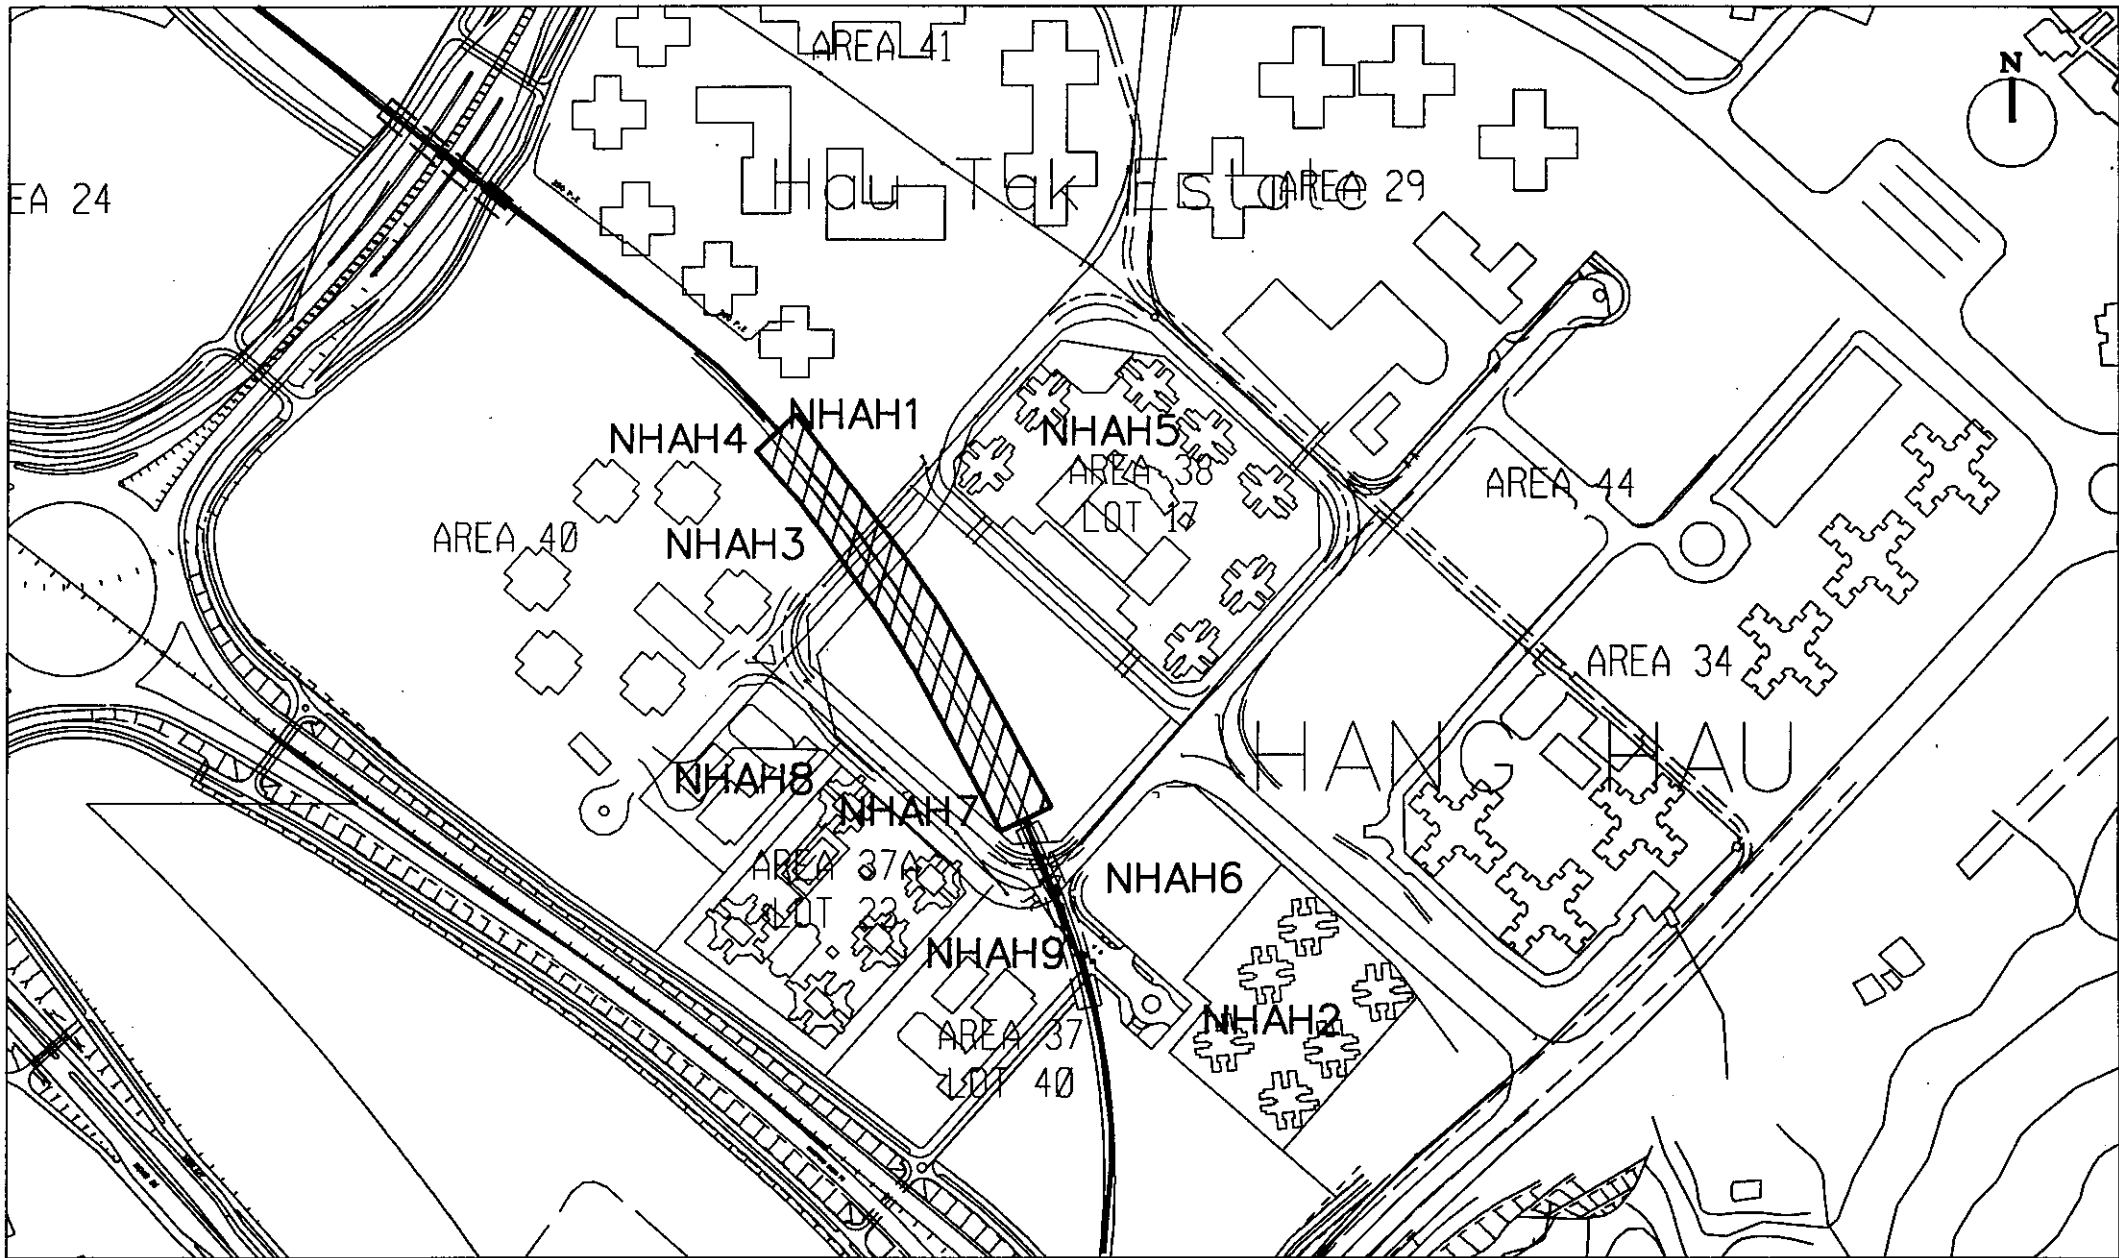 AREA 41
N
Hau Tak Estate
AREA 29
EA 24
NHAH1
NHAH4
NHAH5
AREA 38
LOT 17
AREA 44
AREA 40
NHAH3
AREA 34
HANG HAU
NHAH8
NHAH7
AREA 37A
LOT 23
NHAH6
NHAH9
NHAH2
AREA 37
LOT 40